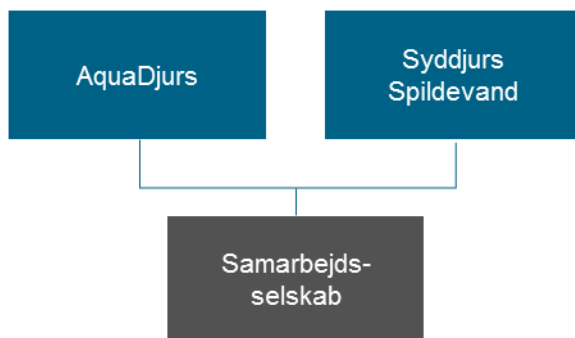 AquaDjurs
Syddjurs
Spildevand
Samarbejds-
selskab